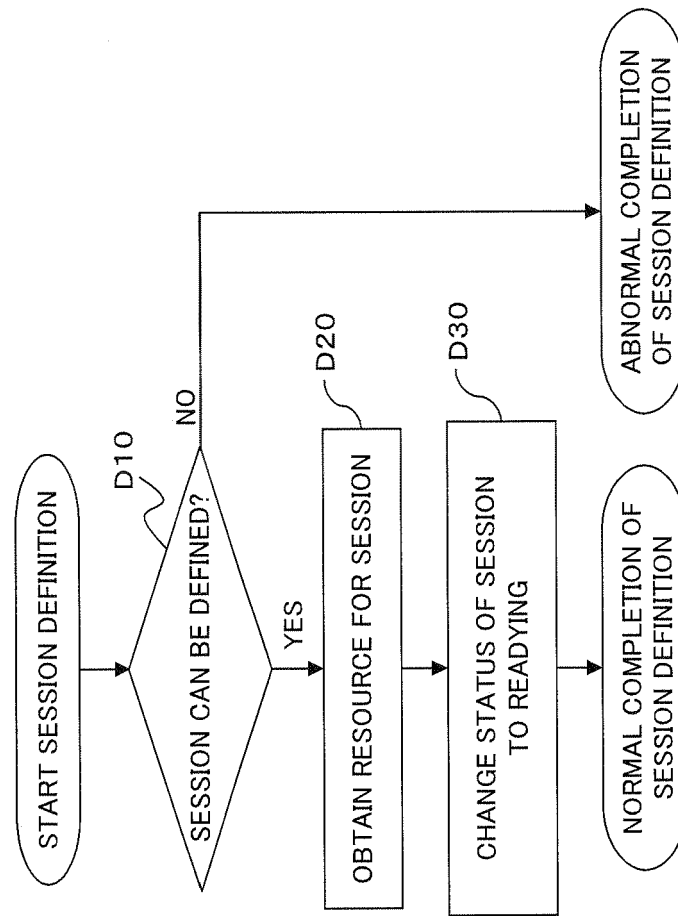 START SESSION DEFINITION
D10
SESSION CAN BE DEFINED?
NO
YES
D20
OBTAIN RESOURCE FOR SESSION
D30
CHANGE STATUS OF SESSION
TO READYING
NORMAL COMPLETION OF
SESSION DEFINITION
ABNORMAL COMPLETION
OF SESSION DEFINITION